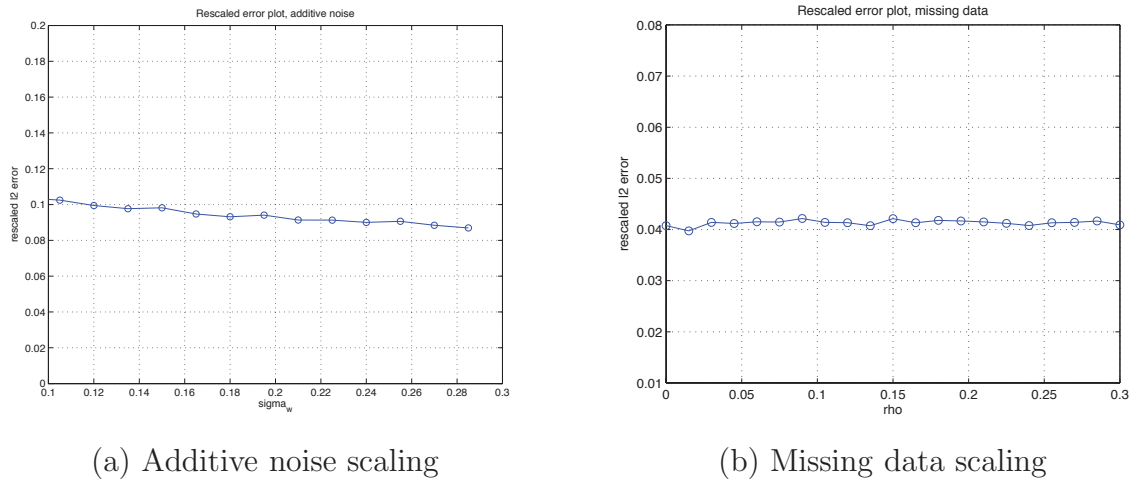 Rescaled error plot, additive noise
0.2
0.18
0.16
0.14
0.12
0.1
0.08
0.06
0.04
0.02
0
rescaled l2 error
0.1 0.12 0.14 0.16 0.18 0.2 0.22 0.24 0.26 0.28 0.3
sigma_w
(a) Additive noise scaling
Rescaled error plot, missing data
0.08
0.07
0.06
0.05
0.04
0.03
0.02
0.01
rescaled l2 error
0 0.05 0.1 0.15 0.2 0.25 0.3
rho
(b) Missing data scaling